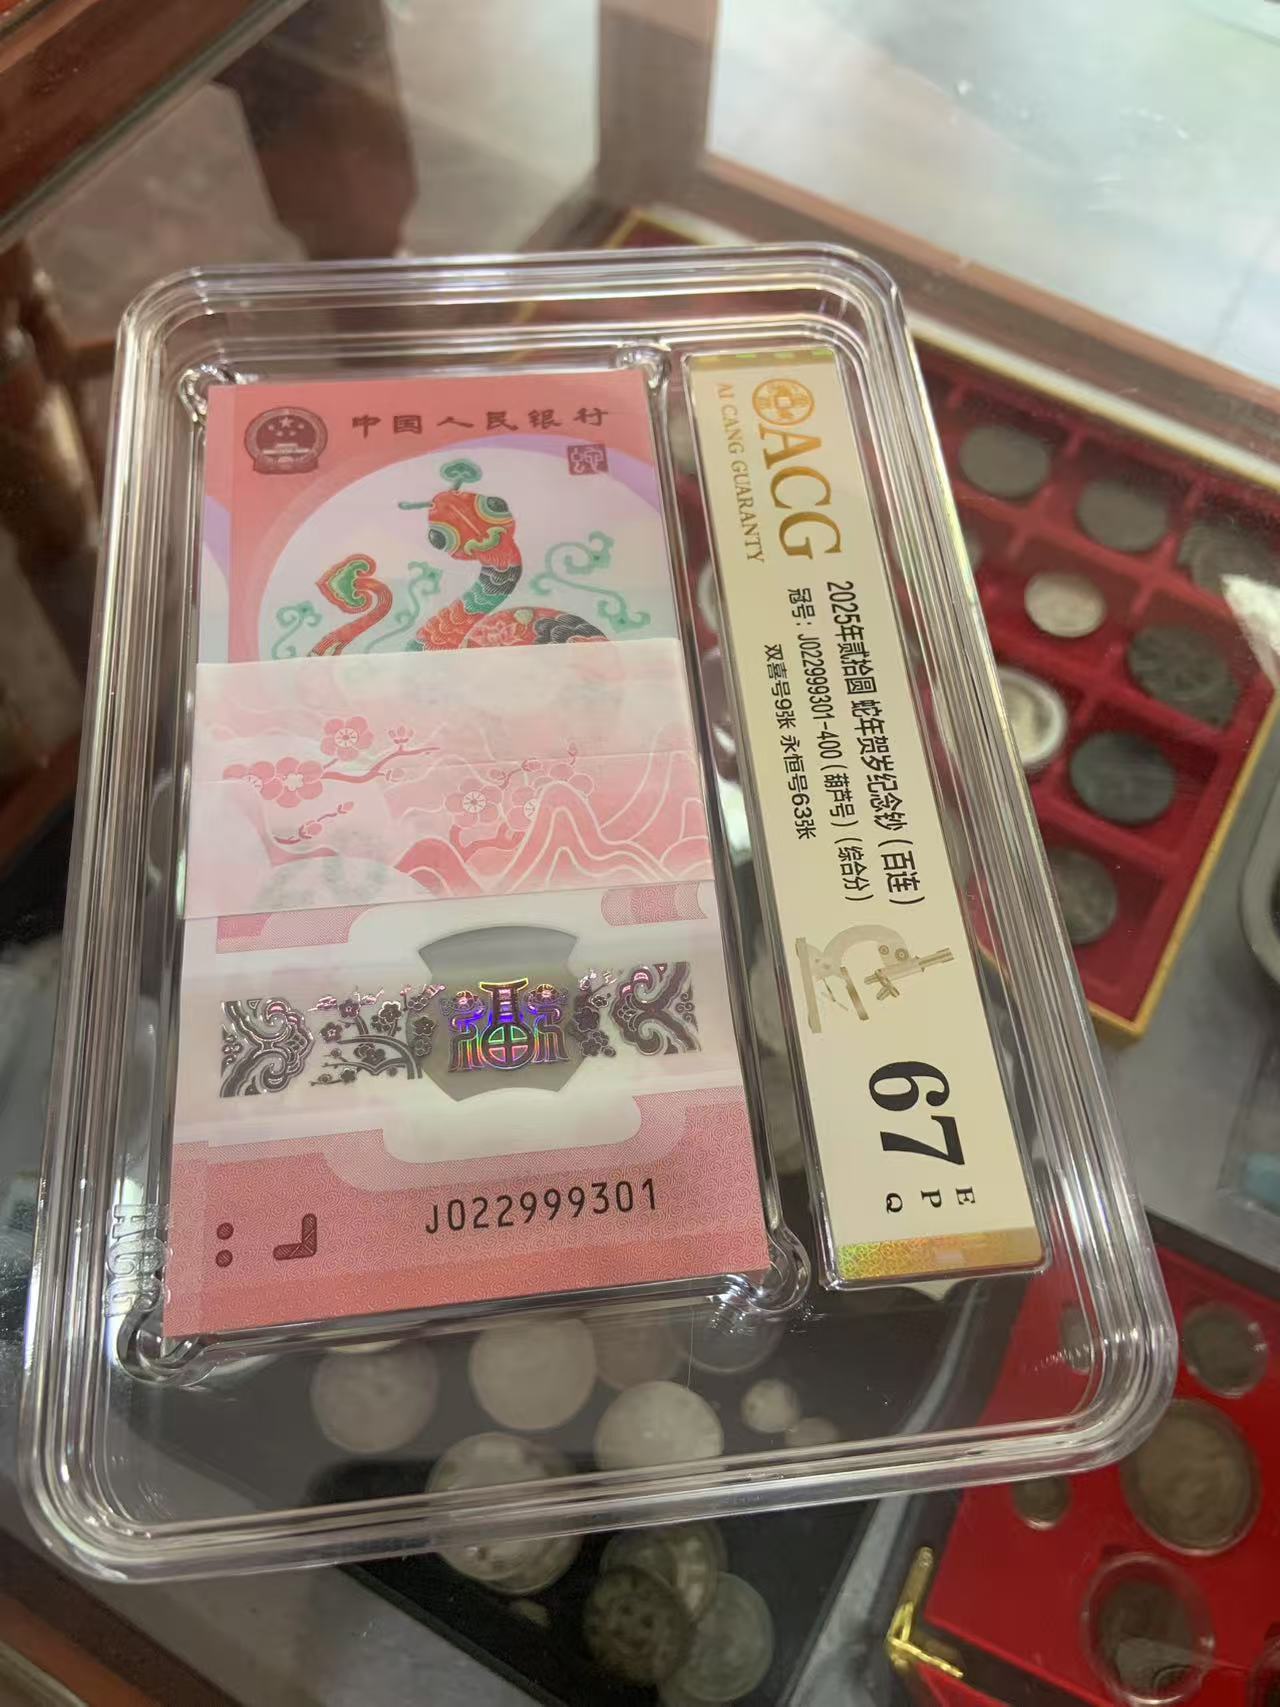 中国人民银行
J022999301
ACG
AI CANG GUARANTY
2025年贰拾圆 蛇年贺岁纪念钞（百连）
冠号：J022999301-400（葫芦号）（综合分）
双喜号9张 永恒号63张
67
E
P
Q